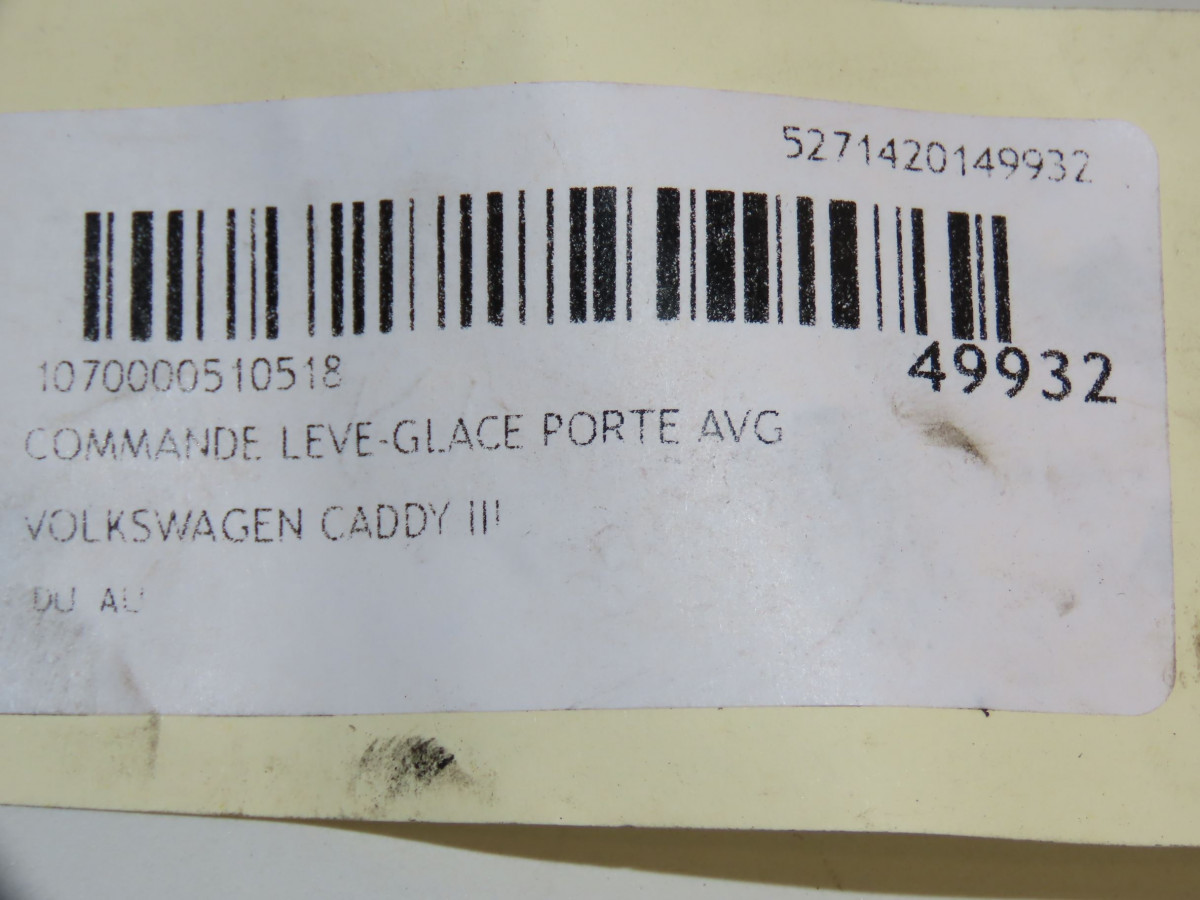 5271420149932
1070000510518
49932
COMMANDE LEVE-GLACE PORTE AVG
VOLKSWAGEN CADDY III
DU AU